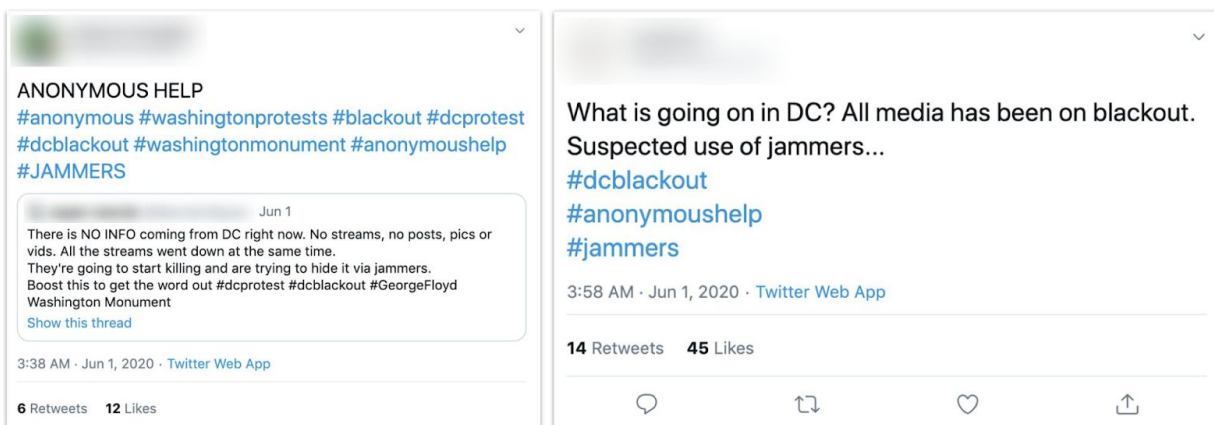 ANONYMOUS HELP
#anonymous #washingtonprotests #blackout #dcprotest
#dcblackout #washingtonmonument #anonymoushelp
#JAMMERS
Jun 1
There is NO INFO coming from DC right now. No streams, no posts, pics or
vids. All the streams went down at the same time.
They're going to start killing and are trying to hide it via jammers.
Boost this to get the word out #dcprotest #dcblackout #GeorgeFloyd
Washington Monument
Show this thread
3:38 AM · Jun 1, 2020 · Twitter Web App
6 Retweets 12 Likes
What is going on in DC? All media has been on blackout.
Suspected use of jammers...
#dcblackout
#anonymoushelp
#jammers
3:58 AM · Jun 1, 2020 · Twitter Web App
14 Retweets 45 Likes